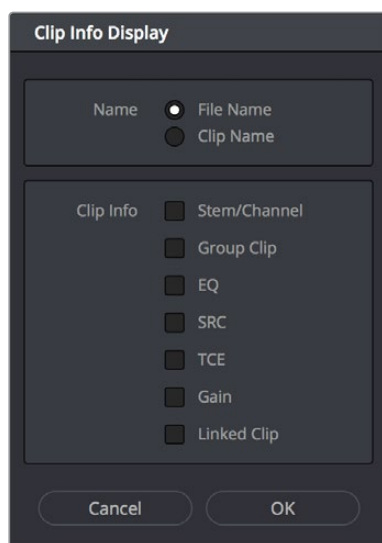 Clip Info Display
Name File Name
Clip Name
Clip Info Stem/Channel
Group Clip
EQ
SRC
TCE
Gain
Linked Clip
Cancel OK